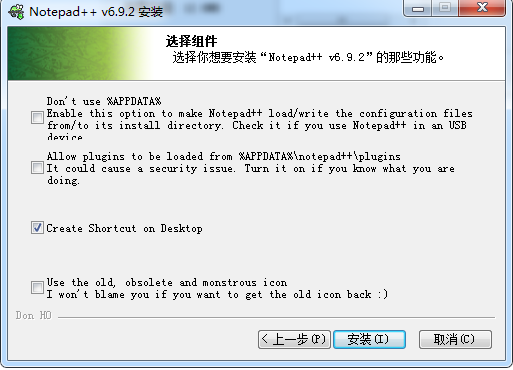 Notepad++ v6.9.2 安装
选择组件
选择你想要安装“Notepad++ v6.9.2”的那些功能。
Don't use %APPDATA%
Enable this option to make Notepad++ load/write the configuration files
from/to its install directory. Check it if you use Notepad++ in an USB
device.
Allow plugins to be loaded from %APPDATA%\notepad++\plugins
It could cause a security issue. Turn it on if you know what you are
doing.
Create Shortcut on Desktop
Use the old, obsolete and monstrous icon
I won't blame you if you want to get the old icon back :)
Don HO
< 上一步(P)
安装(I)
取消(C)